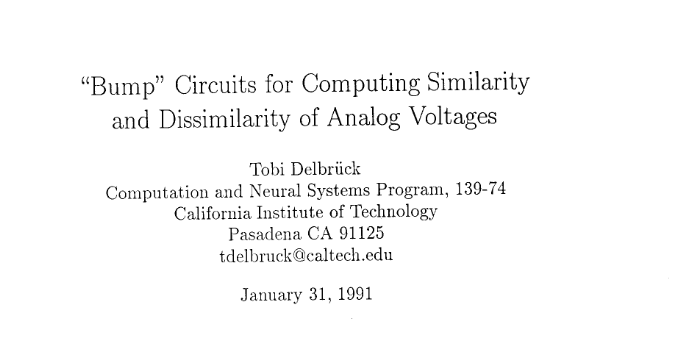 “Bump” Circuits for Computing Similarity
and Dissimilarity of Analog Voltages
Tobi Delbrück
Computation and Neural Systems Program, 139-74
California Institute of Technology
Pasadena CA 91125
tdelbruck@caltech.edu
January 31, 1991